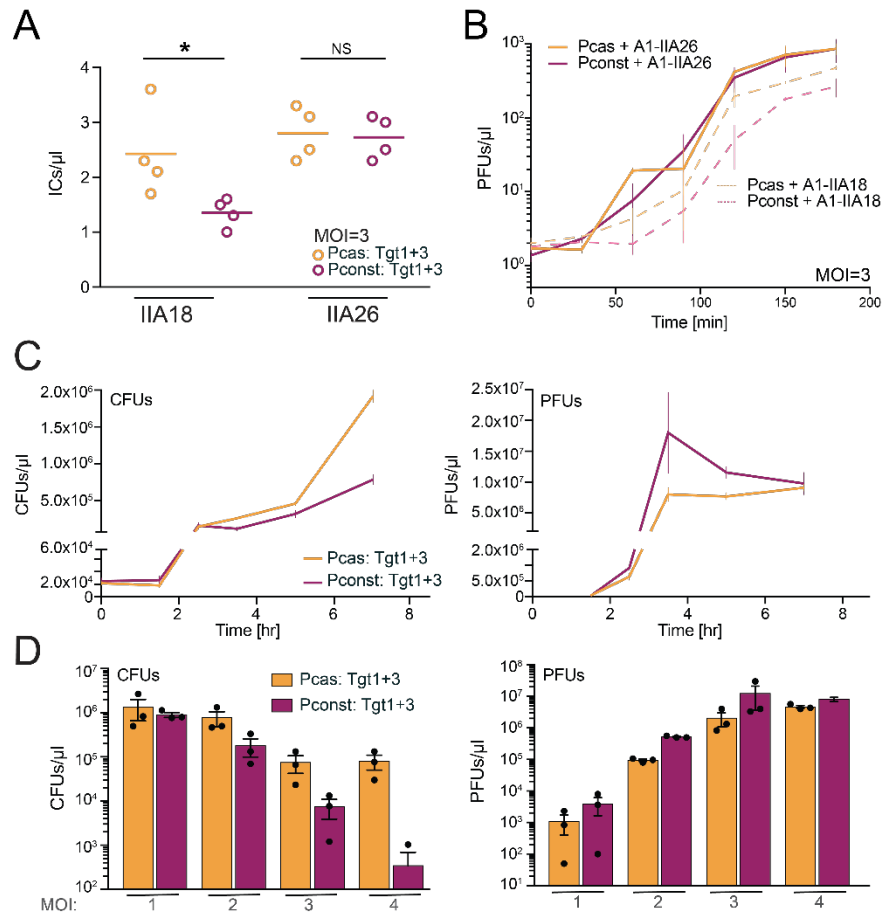 A
*
NS
ICs/µl
4
3
2
1
0
MOI=3
Pcas: Tgt1+3
Pconst: Tgt1+3
IIA18
IIA26
B
Pcas + A1-IIA26
Pconst + A1-IIA26
PFUs/µl
10³
10²
10¹
10⁰
Pcas + A1-IIA18
Pconst + A1-IIA18
MOI=3
0
50
100
150
200
Time [min]
C
CFUs
CFUs/µl
2.0x10⁶
1.5x10⁶
1.0x10⁶
5.0x10⁵
6.0x10⁴
2.0x10⁴
0
Pcas: Tgt1+3
Pconst: Tgt1+3
0
2
4
6
8
Time [hr]
PFUs
PFUs/µl
2.5x10⁷
2.0x10⁷
1.5x10⁷
1.0x10⁷
5.0x10⁶
2.0x10⁶
5.0x10⁵
0
0
2
4
6
8
Time [hr]
D
CFUs
Pcas: Tgt1+3
Pconst: Tgt1+3
CFUs/µl
10⁷
10⁶
10⁵
10⁴
10³
10²
MOI:
1
2
3
4
PFUs
PFUs/µl
10⁸
10⁷
10⁶
10⁵
10⁴
10³
10²
10¹
1
2
3
4